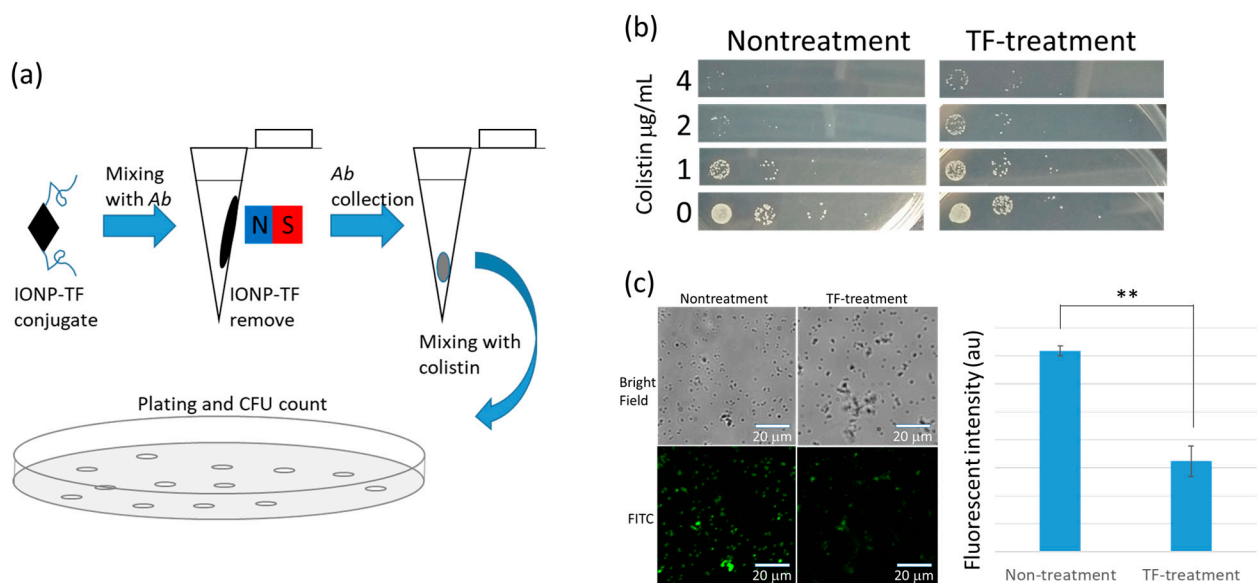 (a)
Mixing
with Ab
Ab
collection
N S
IONP-TF
conjugate
IONP-TF
remove
Mixing with
colistin
Plating and CFU count
(b)
Nontreatment
TF-treatment
Colistin μg/mL
4
2
1
0
(c)
Nontreatment
TF-treatment
Bright
Field
20 μm
20 μm
FITC
20 μm
20 μm
Fluorescent intensity (au)
**
Non-treatment
TF-treatment